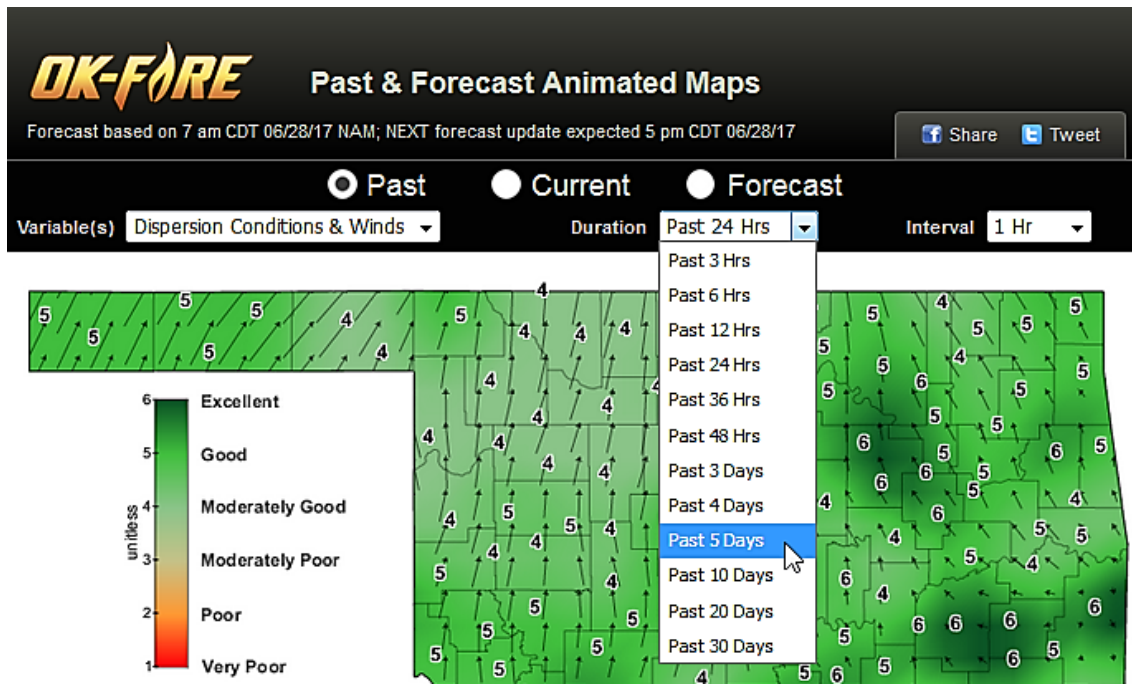 OK-FIRE
Past & Forecast Animated Maps
Forecast based on 7 am CDT 06/28/17 NAM; NEXT forecast update expected 5 pm CDT 06/28/17
Share Tweet
Past Current Forecast
Variable(s) Dispersion Conditions & Winds Duration Past 24 Hrs Interval 1 Hr
Past 3 Hrs
Past 6 Hrs
Past 12 Hrs
Past 24 Hrs
Past 36 Hrs
Past 48 Hrs
Past 3 Days
Past 4 Days
Past 5 Days
Past 10 Days
Past 20 Days
Past 30 Days
unitless
6 Excellent
5 Good
4 Moderately Good
3 Moderately Poor
2 Poor
1 Very Poor